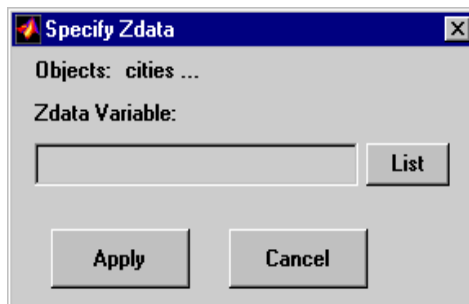 Specify Zdata
Objects: cities ...
Zdata Variable:
List
Apply
Cancel